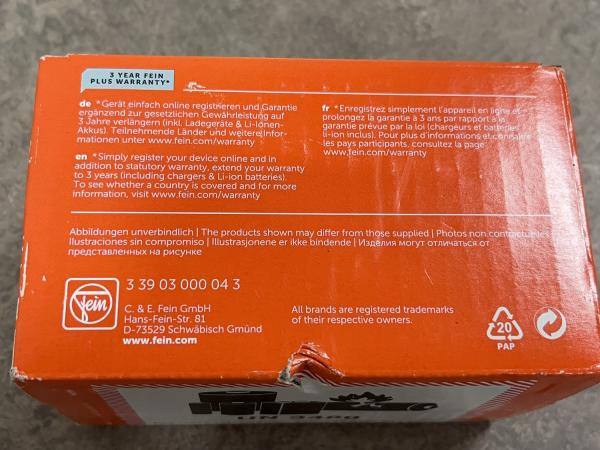 3 YEAR FEIN
PLUS WARRANTY*
de *Gerät einfach online registrieren und Garantie
ergänzend zur gesetzlichen Gewährleistung auf
3 Jahre verlängern (inkl. Ladegeräte & Li-Ionen-
Akkus). Teilnehmende Länder und weitere Infor-
mationen unter www.fein.com/warranty
en *Simply register your device online and in
addition to statutory warranty, extend your warranty
to 3 years (including chargers & Li-ion batteries).
To see whether a country is covered and for more
information, visit www.fein.com/warranty
fr *Enregistrez simplement l'appareil en ligne et
prolongez la garantie à 3 ans par rapport à la
garantie prévue par la loi (chargeurs et batteries
li-ion inclus). Pour plus d'informations et connaître
les pays participants, consultez la page
www.fein.com/warranty
Abbildungen unverbindlich | The products shown may differ from those supplied | Photos non contractuelles |
Ilustraciones sin compromiso | Illustrasjonene er ikke bindende | Изделия могут отличаться от
представленных на рисунке
Fein
3 39 03 000 04 3
C. & E. Fein GmbH
Hans-Fein-Str. 81
D-73529 Schwäbisch Gmünd
www.fein.com
All brands are registered trademarks
of their respective owners.
20
PAP
UN 3480